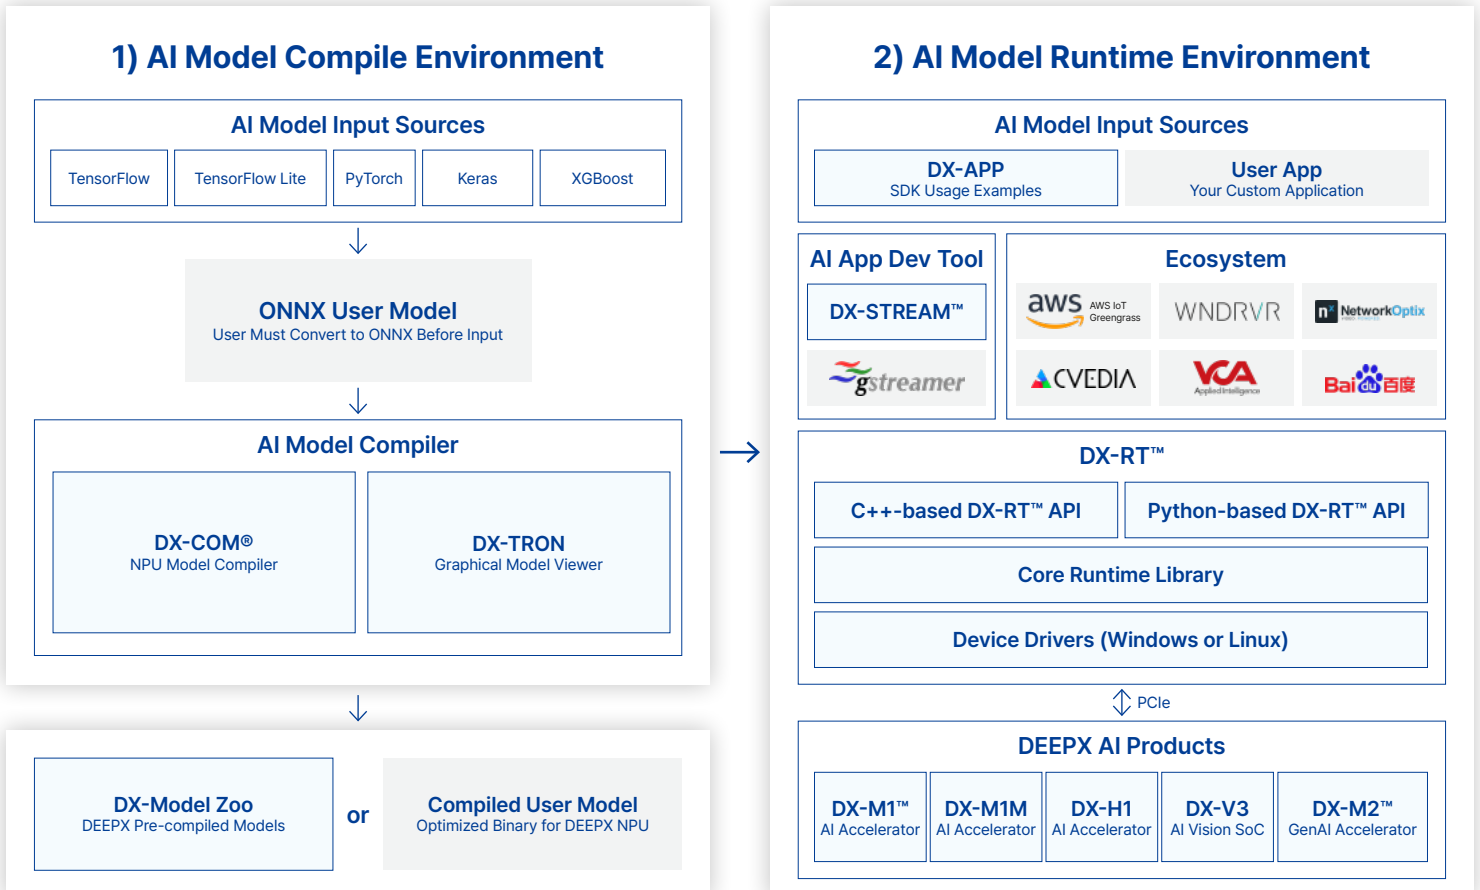 1) AI Model Compile Environment
AI Model Input Sources
TensorFlow
TensorFlow Lite
PyTorch
Keras
XGBoost
ONNX User Model
User Must Convert to ONNX Before Input
AI Model Compiler
DX-COM®
NPU Model Compiler
DX-TRON
Graphical Model Viewer
DX-Model Zoo
DEEPX Pre-compiled Models
or
Compiled User Model
Optimized Binary for DEEPX NPU
2) AI Model Runtime Environment
AI Model Input Sources
DX-APP
SDK Usage Examples
User App
Your Custom Application
AI App Dev Tool
DX-STREAM™
gstreamer
Ecosystem
aws
AWS IoT
Greengrass
WNDRVR
nx NetworkOptix
CVEDIA
VCA
Applied Intelligence
Bai du 百度
DX-RT™
C++-based DX-RT™ API
Python-based DX-RT™ API
Core Runtime Library
Device Drivers (Windows or Linux)
PCIe
DEEPX AI Products
DX-M1™
AI Accelerator
DX-M1M
AI Accelerator
DX-H1
AI Accelerator
DX-V3
AI Vision SoC
DX-M2™
GenAI Accelerator